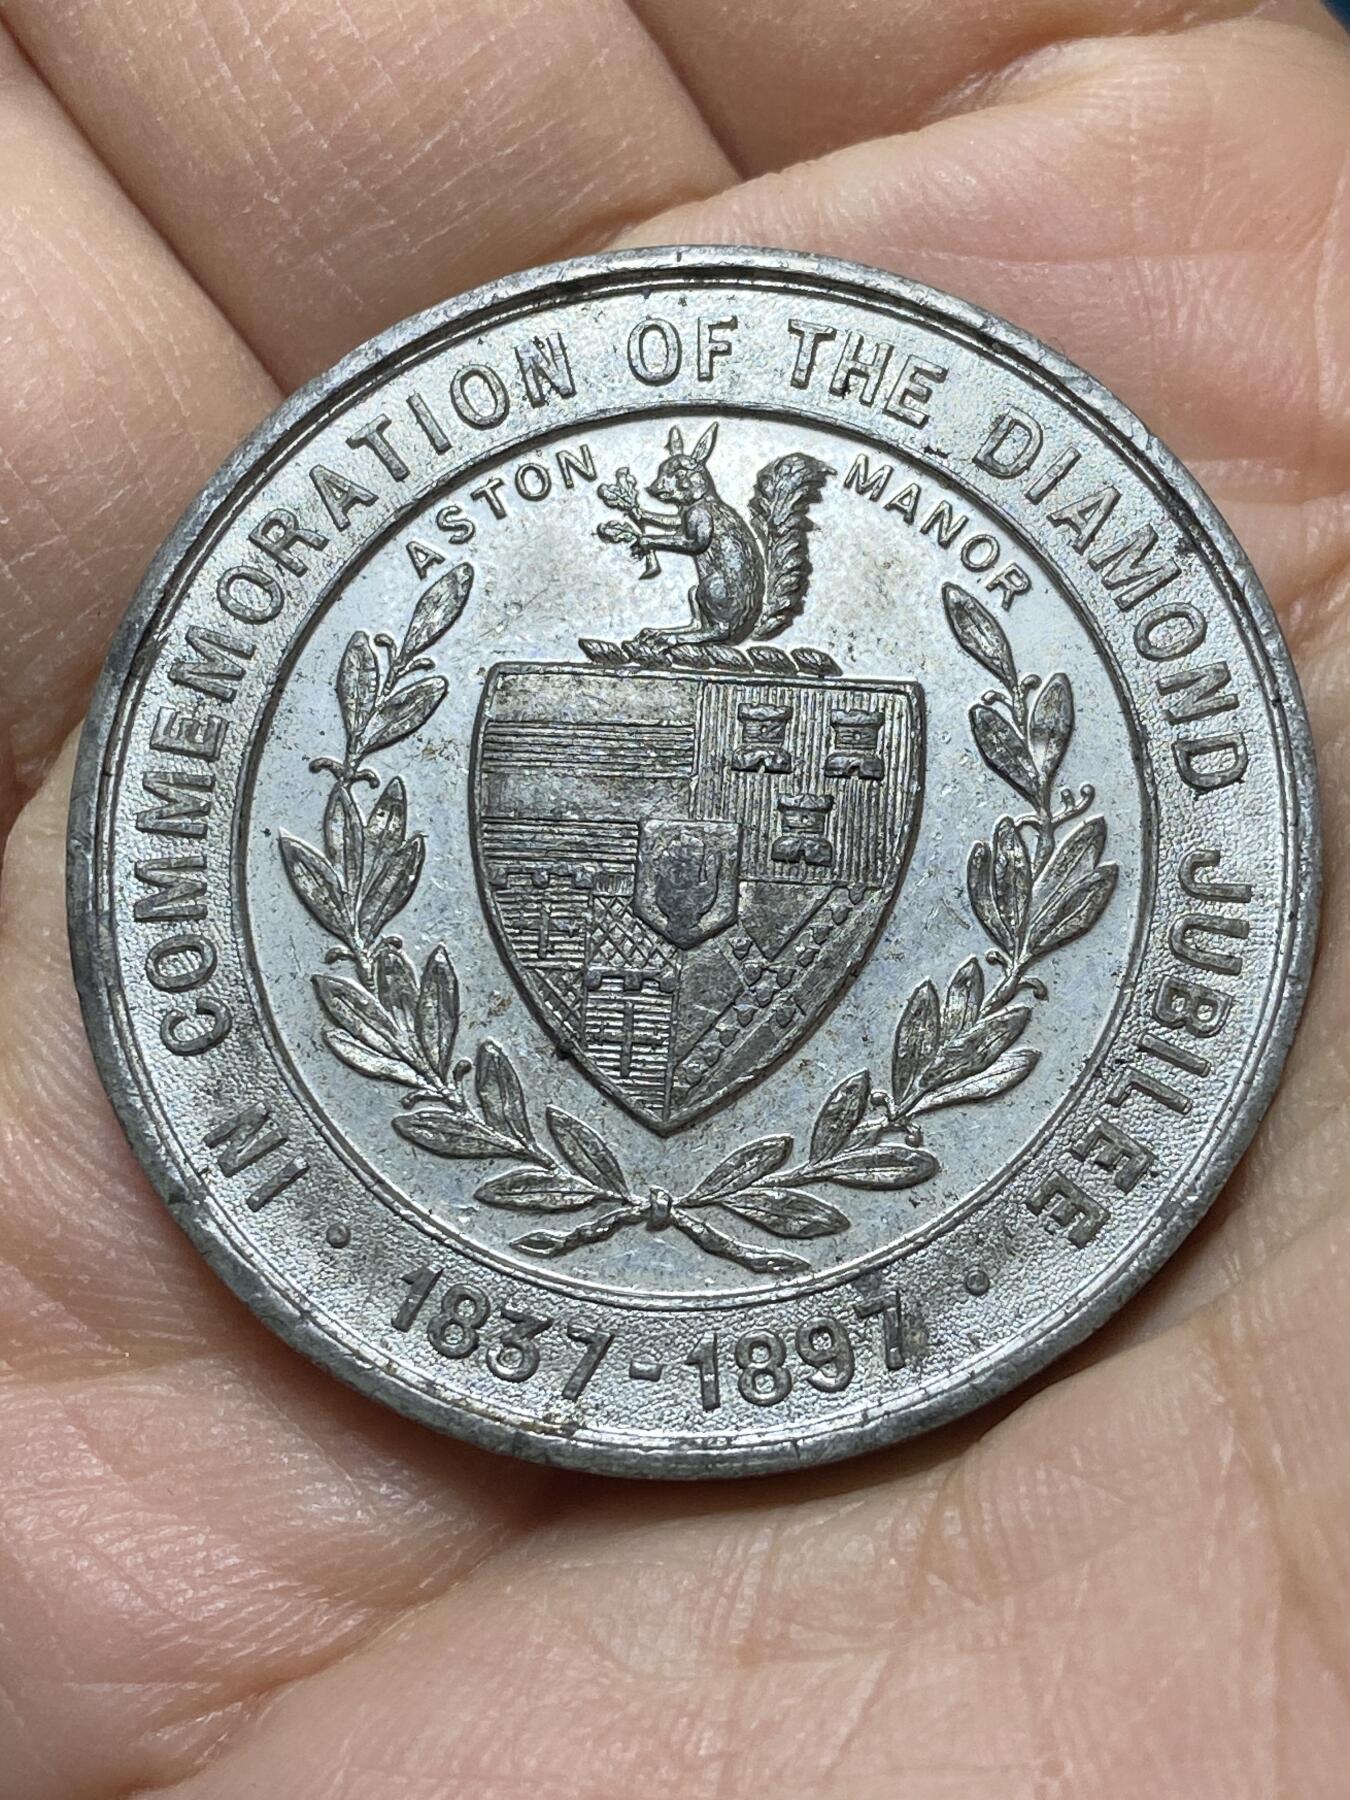 IN COMMEMORATION OF THE DIAMOND JUBILEE
ASTON MANOR
· 1837-1897 ·